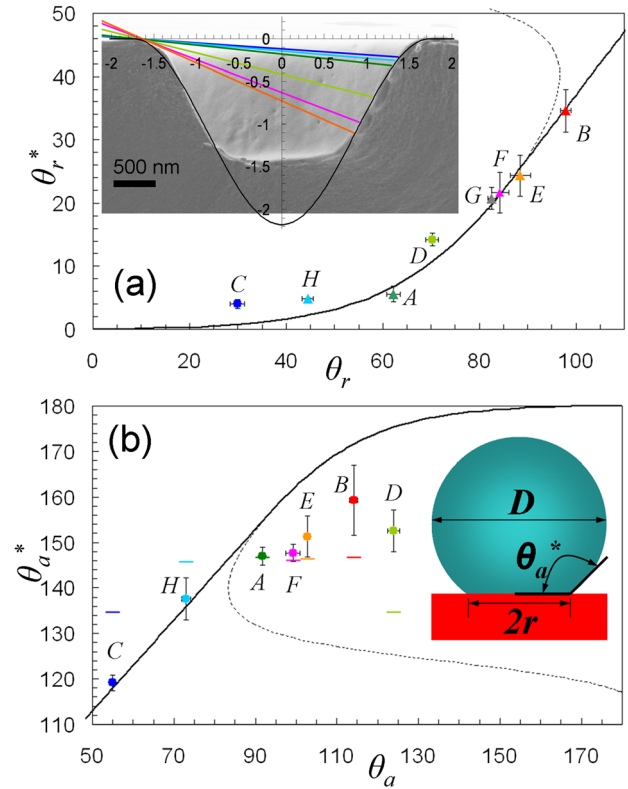 50
40
30
20
10
0
θr*
0
-2 -1.5 -1 -0.5 0 0.5 1 1.5 2
-0.5
-1
-1.5
-2
500 nm
B
F
G
E
D
C
H
A
(a)
0 20 40 60 80 100
θr
180
170
160
150
140
130
120
110
θa*
(b)
B
D
E
A
F
H
C
D
θa*
2r
50 70 90 110 130 150 170
θa